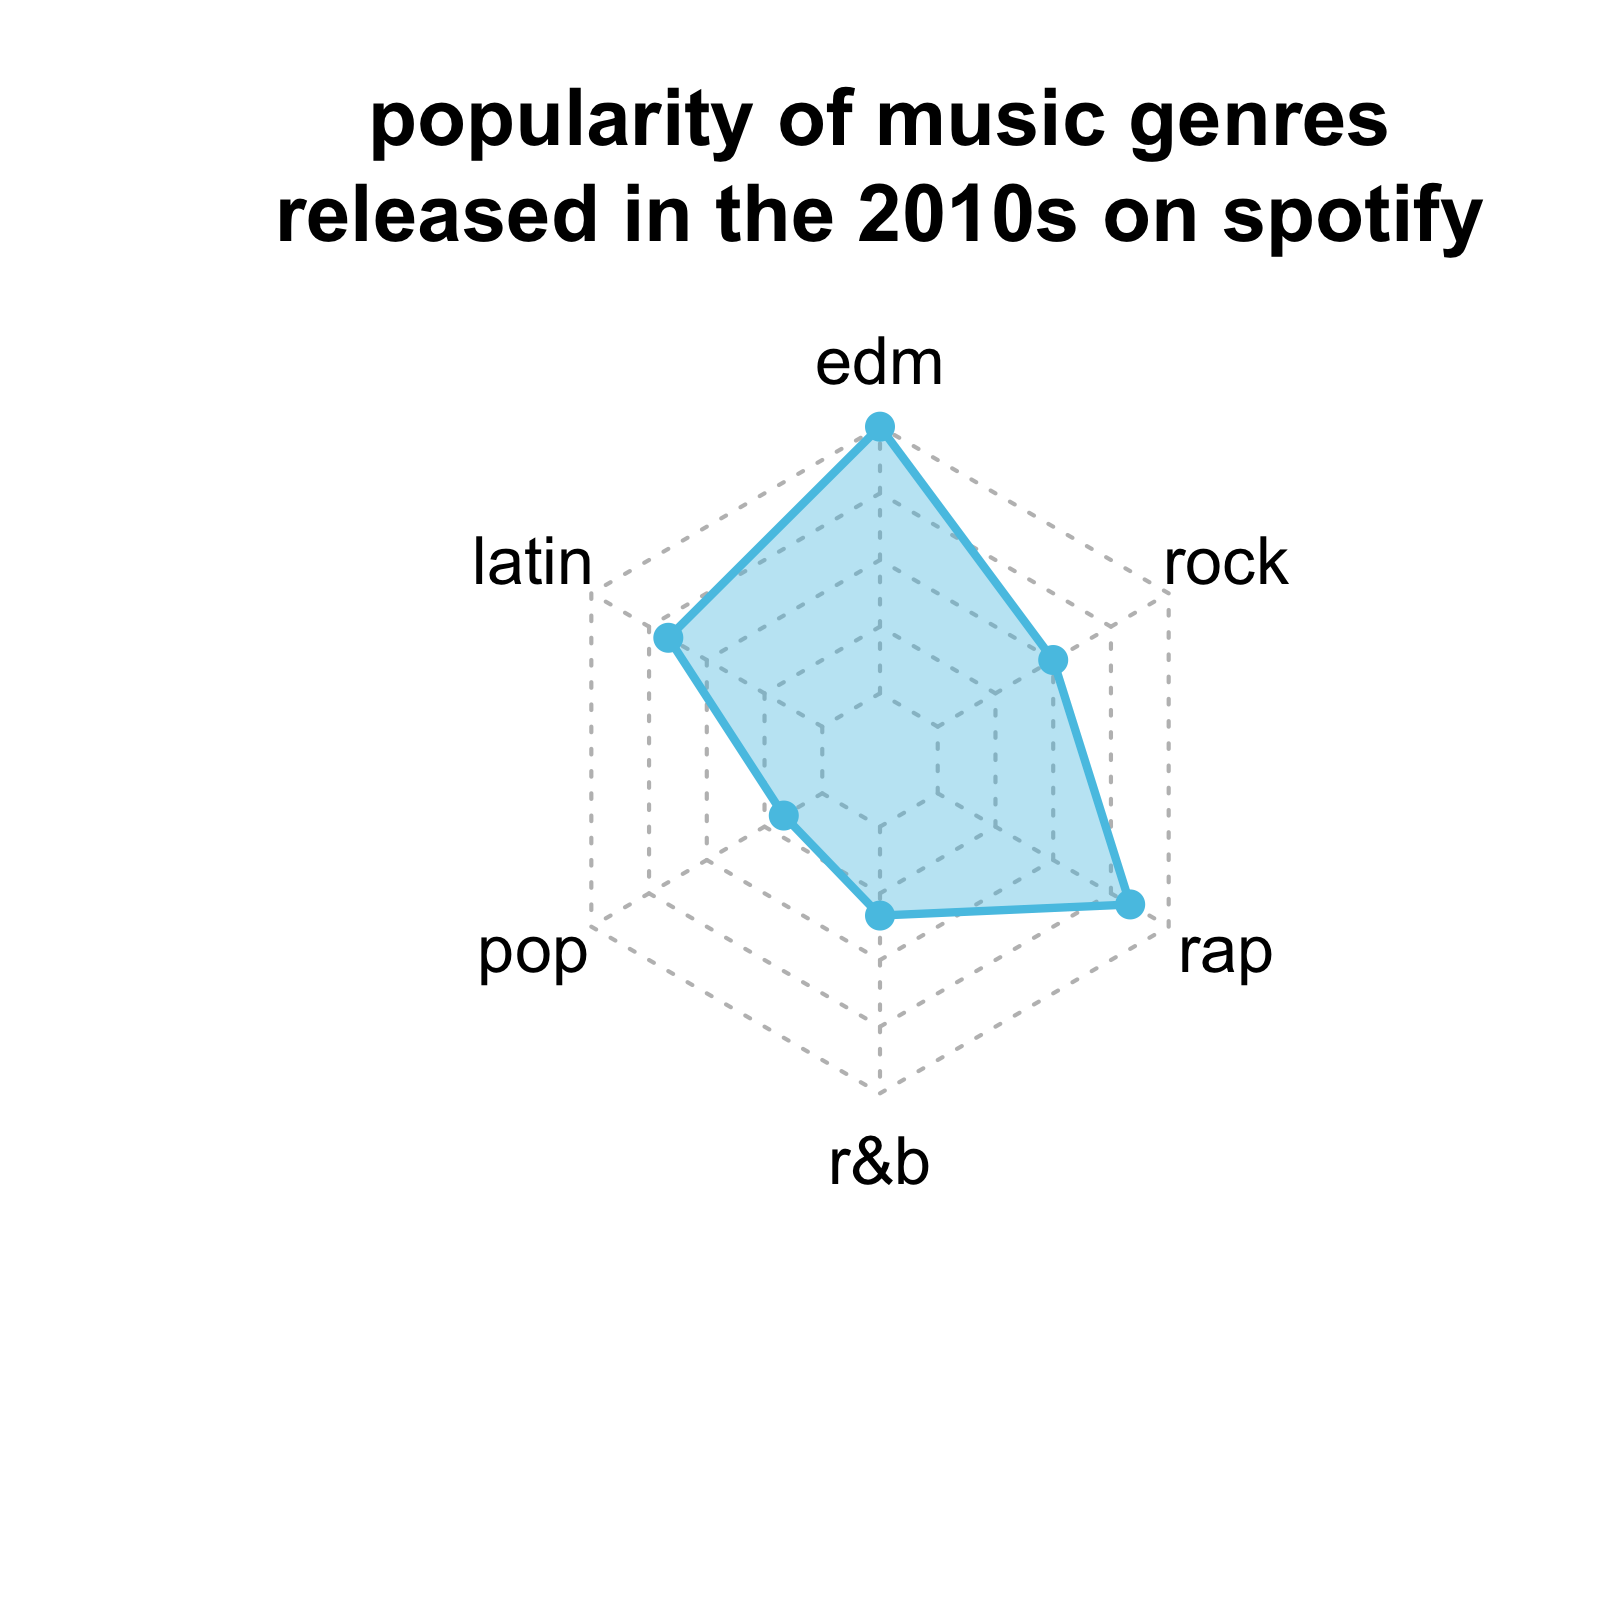 popularity of music genres
released in the 2010s on spotify
edm
latin
rock
pop
rap
r&b